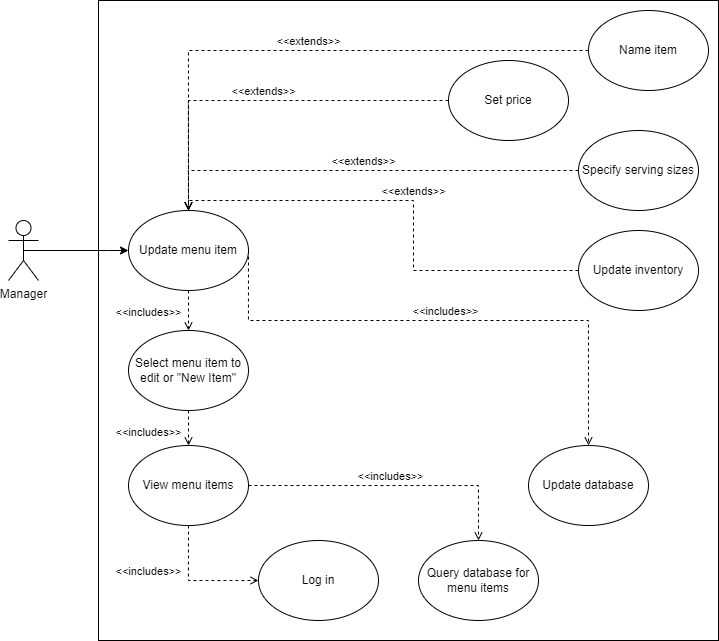 <<extends>>
Name item
<<extends>>
Set price
<<extends>>
Specify serving sizes
<<extends>>
Update menu item
Update inventory
Manager
<<includes>>
<<includes>>
Select menu item to
edit or "New Item"
<<includes>>
<<includes>>
View menu items
Update database
<<includes>>
Log in
Query database for
menu items